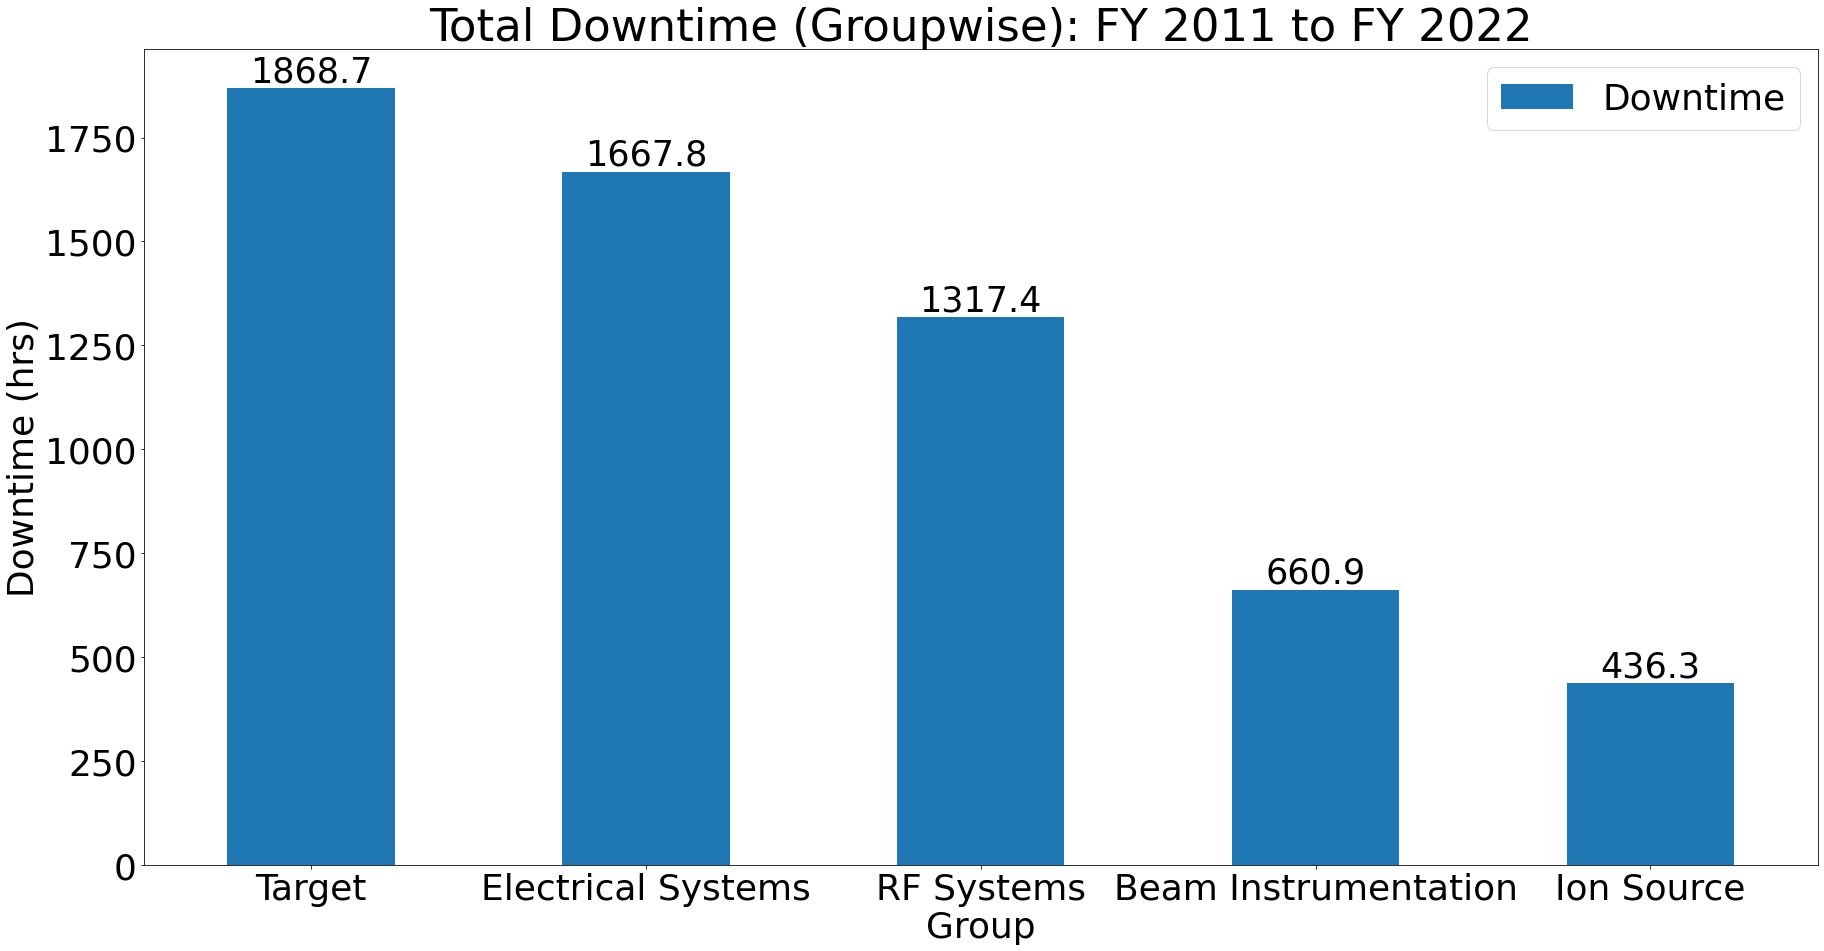 Total Downtime (Groupwise): FY 2011 to FY 2022
Downtime
1868.7
1667.8
1317.4
660.9
436.3
Downtime (hrs)
1750
1500
1250
1000
750
500
250
0
Target
Electrical Systems
RF Systems
Beam Instrumentation
Ion Source
Group